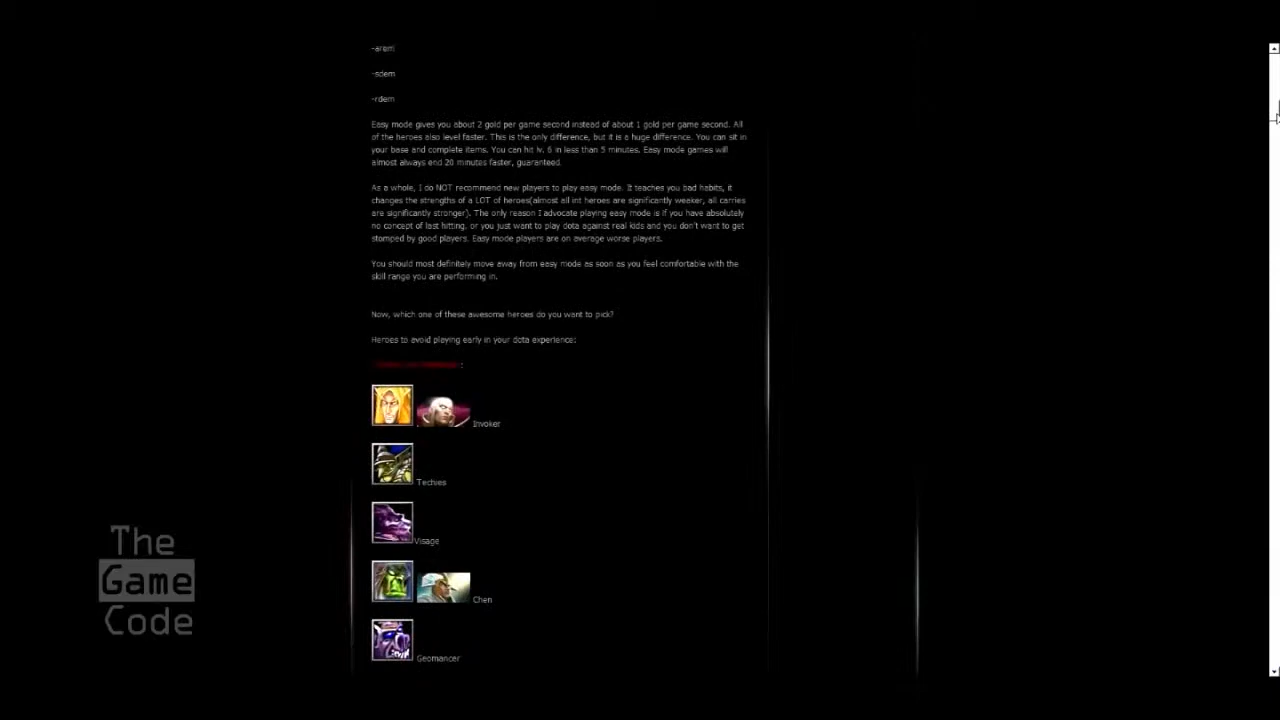 -arem
-sdem
-rdem
Easy mode gives you about 2 gold per game second instead of about 1 gold per game second. All
of the heroes also level faster. This is the only difference, but it is a huge difference. You can sit in
your base and complete items. You can hit lv. 6 in less than 5 minutes. Easy mode games will
almost always end 20 minutes faster, guaranteed.
As a whole, I do NOT recommend new players to play easy mode. It teaches you bad habits, it
changes the strengths of a LOT of heroes(almost all int heroes are significantly weaker, all carries
are significantly stronger). The only reason I advocate playing easy mode is if you have absolutely
no concept of last hitting, or you just want to play dota against real kids and you don't want to get
stomped by good players. Easy mode players are on average worse players.
You should most definitely move away from easy mode as soon as you feel comfortable with the
skill range you are performing in.
Now, which one of these awesome heroes do you want to pick?
Heroes to avoid playing early in your dota experience:
:
Invoker
Techies
Visage
Chen
Geomancer
The
Game
Code